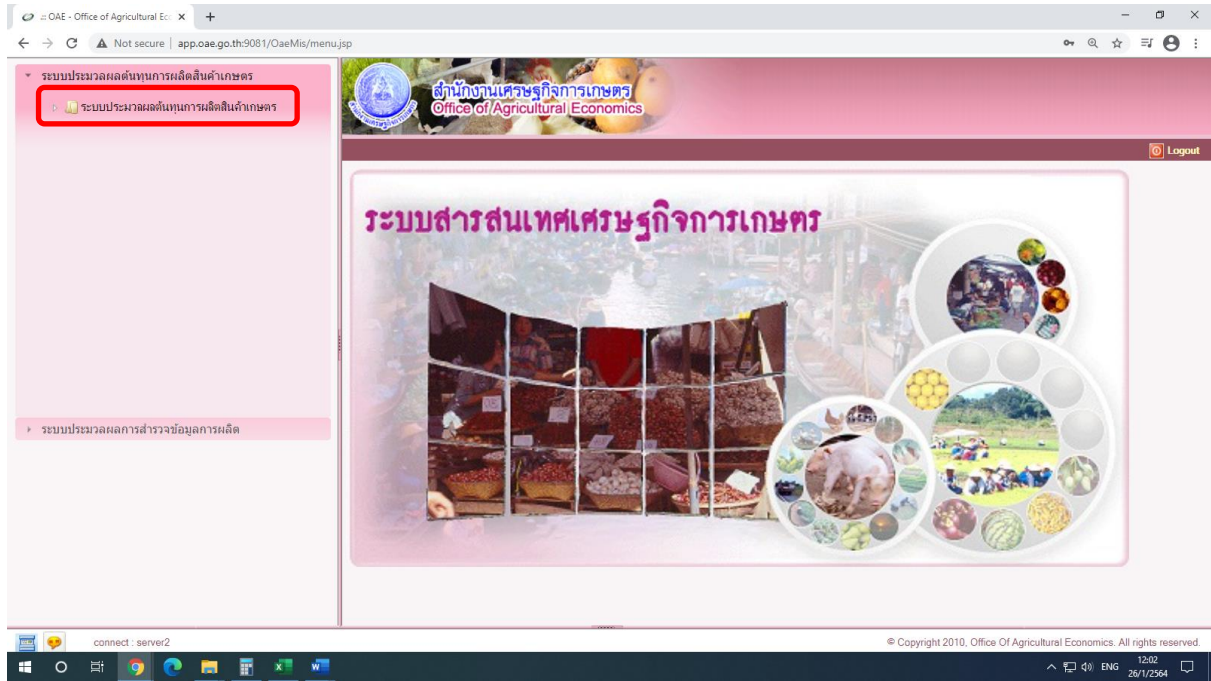 OAE - Office of Agricultural Ec
Not secure | app.oae.go.th:9081/OaeMis/menu.jsp
ระบบประมวลผลต้นทุนการผลิตสินค้าเกษตร
ระบบประมวลผลต้นทุนการผลิตสินค้าเกษตร
ระบบประมวลผลการสำรวจข้อมูลการผลิต
สำนักงานเศรษฐกิจการเกษตร
Office of Agricultural Economics
Logout
ระบบสารสนเทศเศรษฐกิจการเกษตร
connect : server2
© Copyright 2010, Office Of Agricultural Economics. All rights reserved.
ENG
12:02
26/1/2564